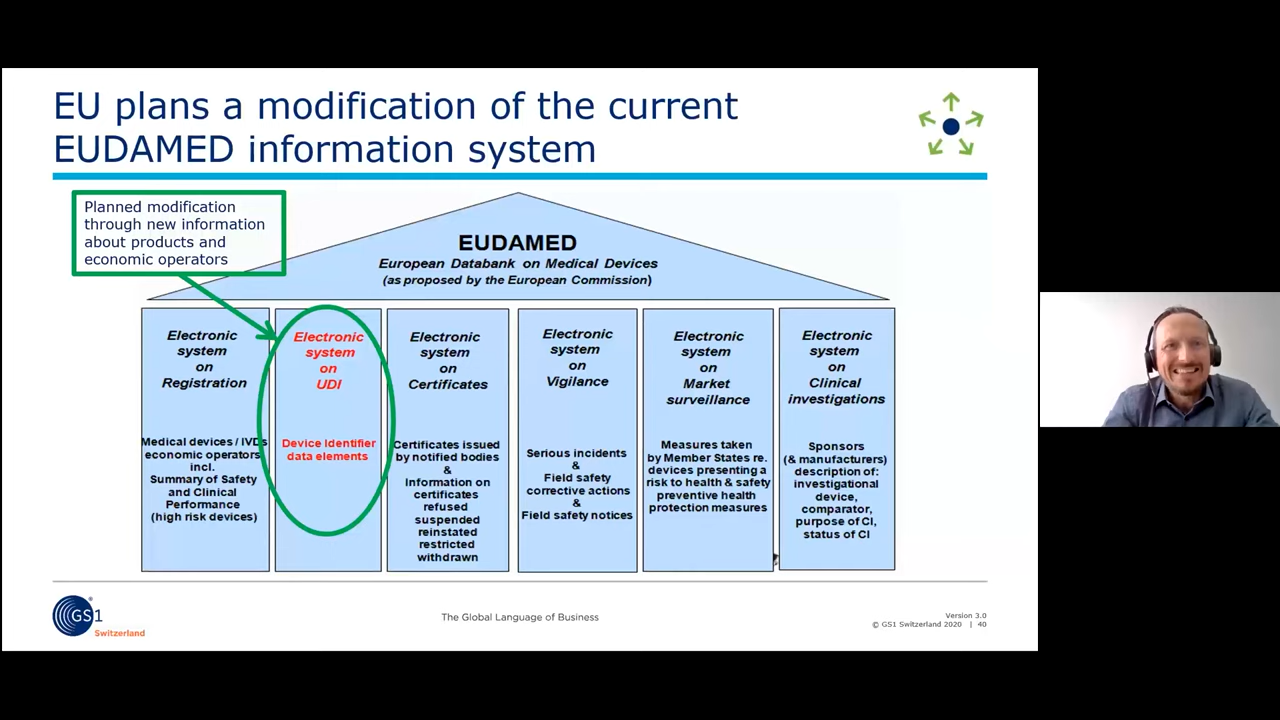 EU plans a modification of the current
EUDAMED information system
Planned modification
through new information
about products and
economic operators
EUDAMED
European Databank on Medical Devices
(as proposed by the European Commission)
Electronic
system
on
Registration
Medical devices / IVDs
economic operators
incl.
Summary of Safety
and Clinical
Performance
(high risk devices)
Electronic
system
on
UDI
Device Identifier
data elements
Electronic
system
on
Certificates
Certificates issued
by notified bodies
&
Information on
certificates
refused
suspended
reinstated
restricted
withdrawn
Electronic
system
on
Vigilance
Serious incidents
&
Field safety
corrective actions
&
Field safety notices
Electronic
system
on
Market
surveillance
Measures taken
by Member States re.
devices presenting a
risk to health & safety
preventive health
protection measures
Electronic
system
on
Clinical
investigations
Sponsors
(& manufacturers)
description of:
investigational
device,
comparator,
purpose of CI,
status of CI
GS1
®
Switzerland
The Global Language of Business
Version 3.0
© GS1 Switzerland 2020 | 40